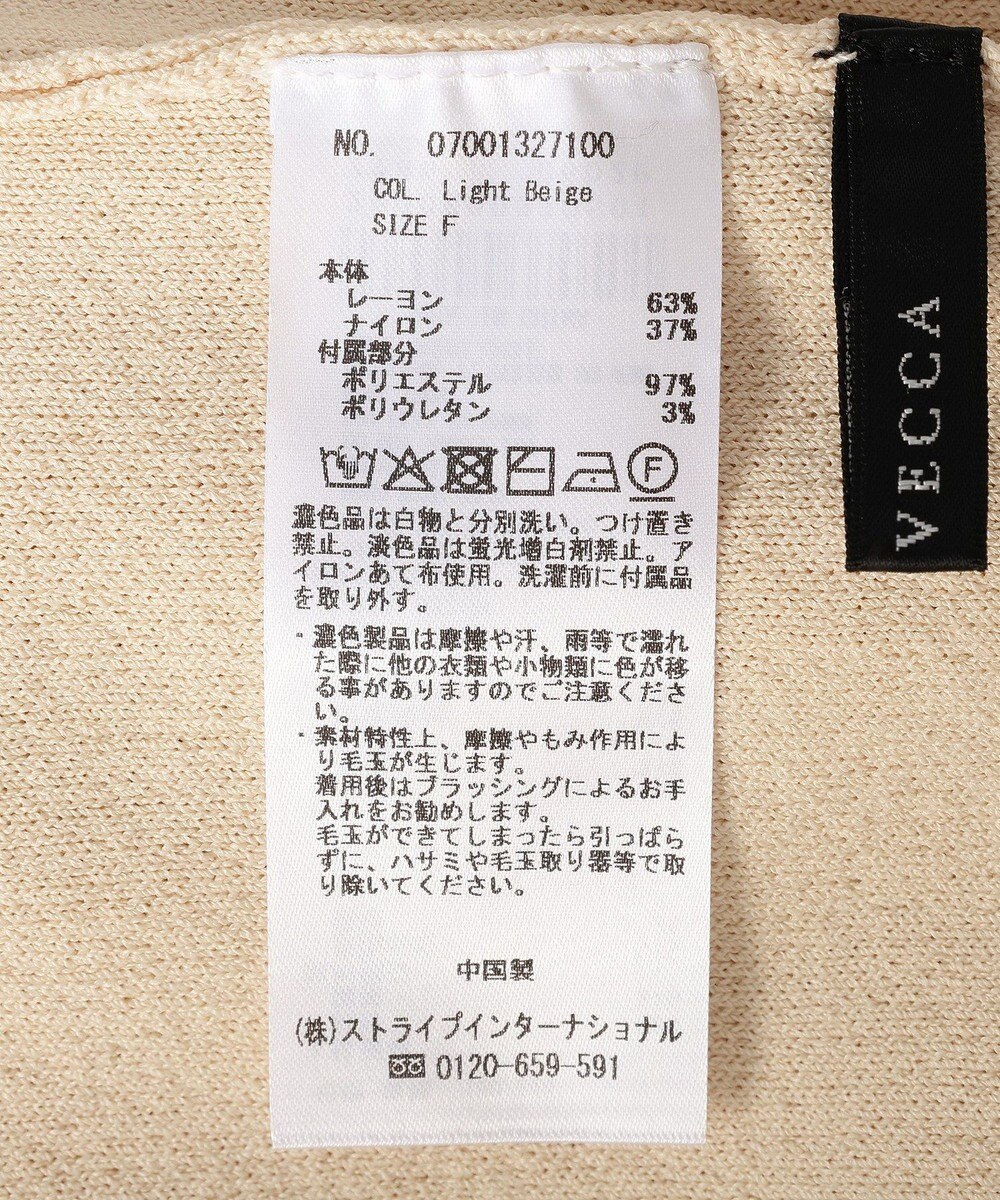 NO. 07001327100
COL. Light Beige
SIZE F
本体
レーヨン 63%
ナイロン 37%
付属部分
ポリエステル 97%
ポリウレタン 3%
F
濃色品は白物と分別洗い。つけ置き
禁止。淡色品は蛍光増白剤禁止。ア
イロンあて布使用。洗濯前に付属品
を取り外す。
・濃色製品は摩擦や汗、雨等で濡れ
た際に他の衣類や小物類に色が移
る事がありますのでご注意くださ
い。
・素材特性上、摩擦やもみ作用によ
り毛玉が生じます。
着用後はブラッシングによるお手
入れをお勧めします。
毛玉ができてしまったら引っぱら
ずに、ハサミや毛玉取り器等で取
り除いてください。
中国製
(株)ストライプインターナショナル
0120-659-591
VECCA